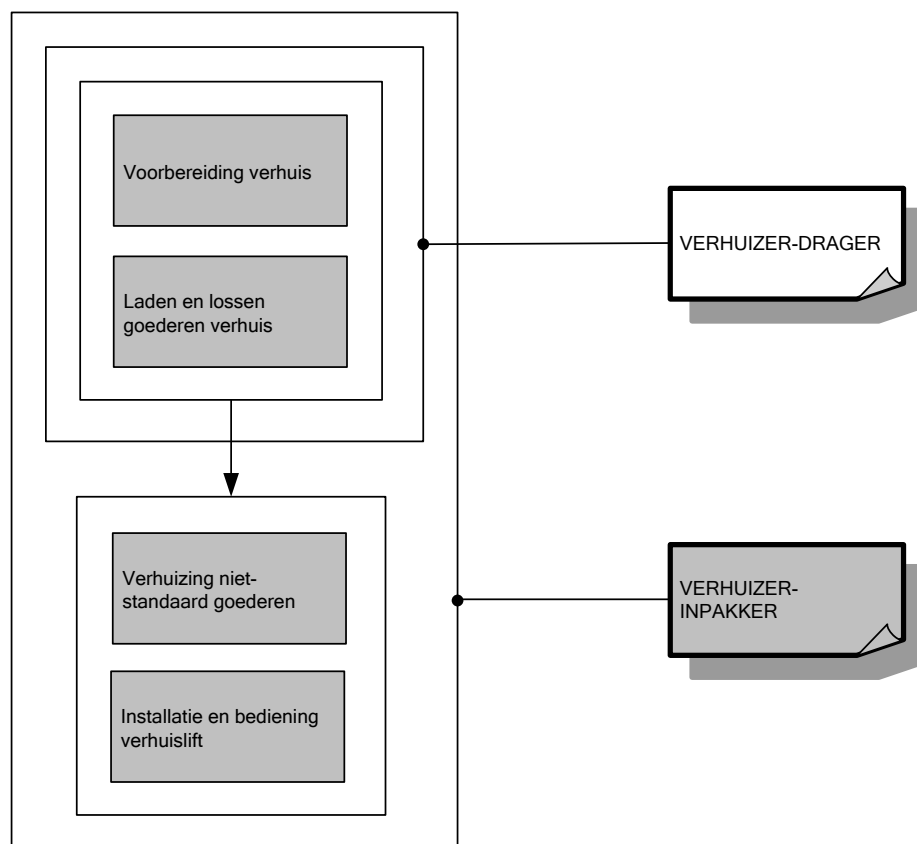 Voorbereiding verhuis
Laden en lossen
goederen verhuis
VERHUIZER-DRAGER
Verhuizing niet-
standaard goederen
Installatie en bediening
verhuislift
VERHUIZER-
INPAKKER